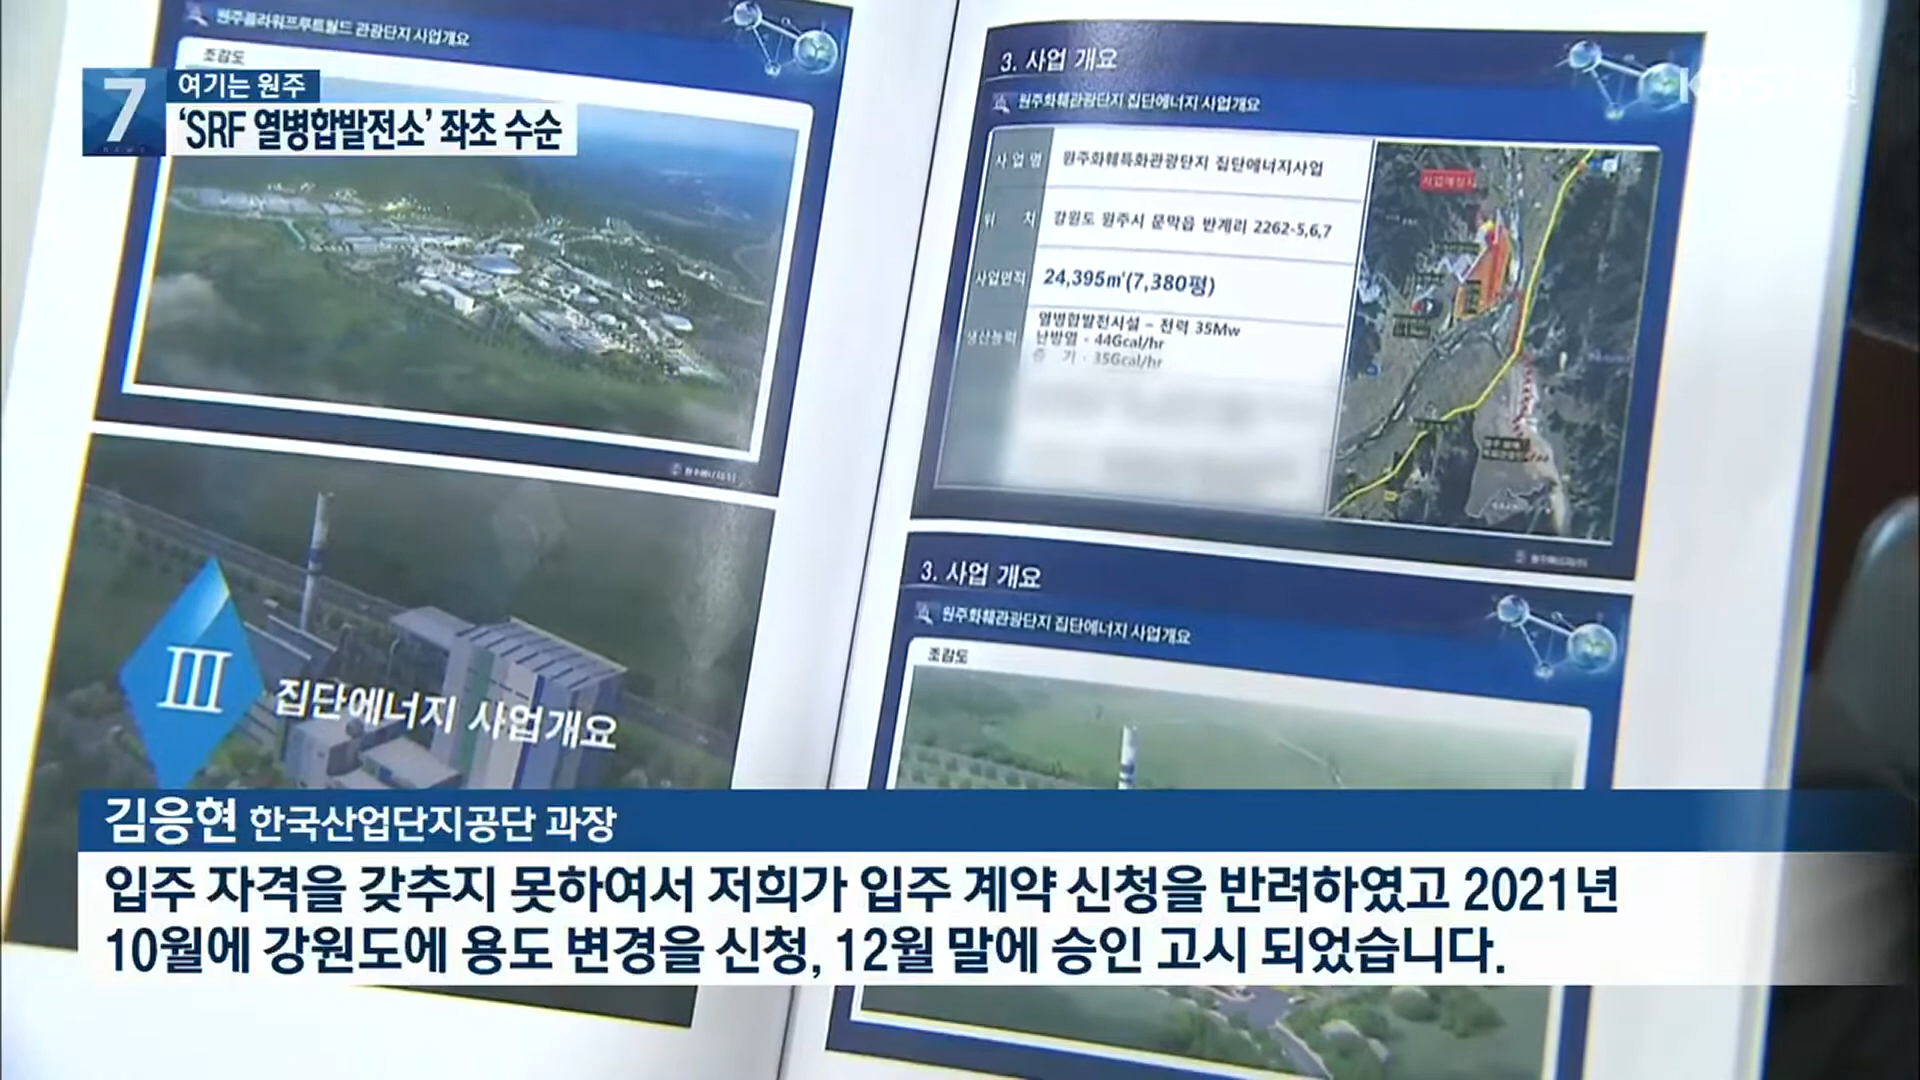 원주플라워프루트월드 관광단지 사업개요
조감도
7
NEWS
여기는 원주
'SRF 열병합발전소' 좌초 수순
KBS
3. 사업 개요
원주화훼관광단지 집단에너지 사업개요
사 업 명 원주화훼특화관광단지 집단에너지사업
위 치 강원도 원주시 문막읍 반계리 2262-5,6,7
사업면적 24,395㎡(7,380평)
생산능력 열병합발전시설 - 전력 35Mw
난방열 - 44Gcal/hr
증 기 - 35Gcal/hr
Ⅲ
집단에너지 사업개요
3. 사업 개요
원주화훼관광단지 집단에너지 사업개요
조감도
김응현 한국산업단지공단 과장
입주 자격을 갖추지 못하여서 저희가 입주 계약 신청을 반려하였고 2021년
10월에 강원도에 용도 변경을 신청, 12월 말에 승인 고시 되었습니다.